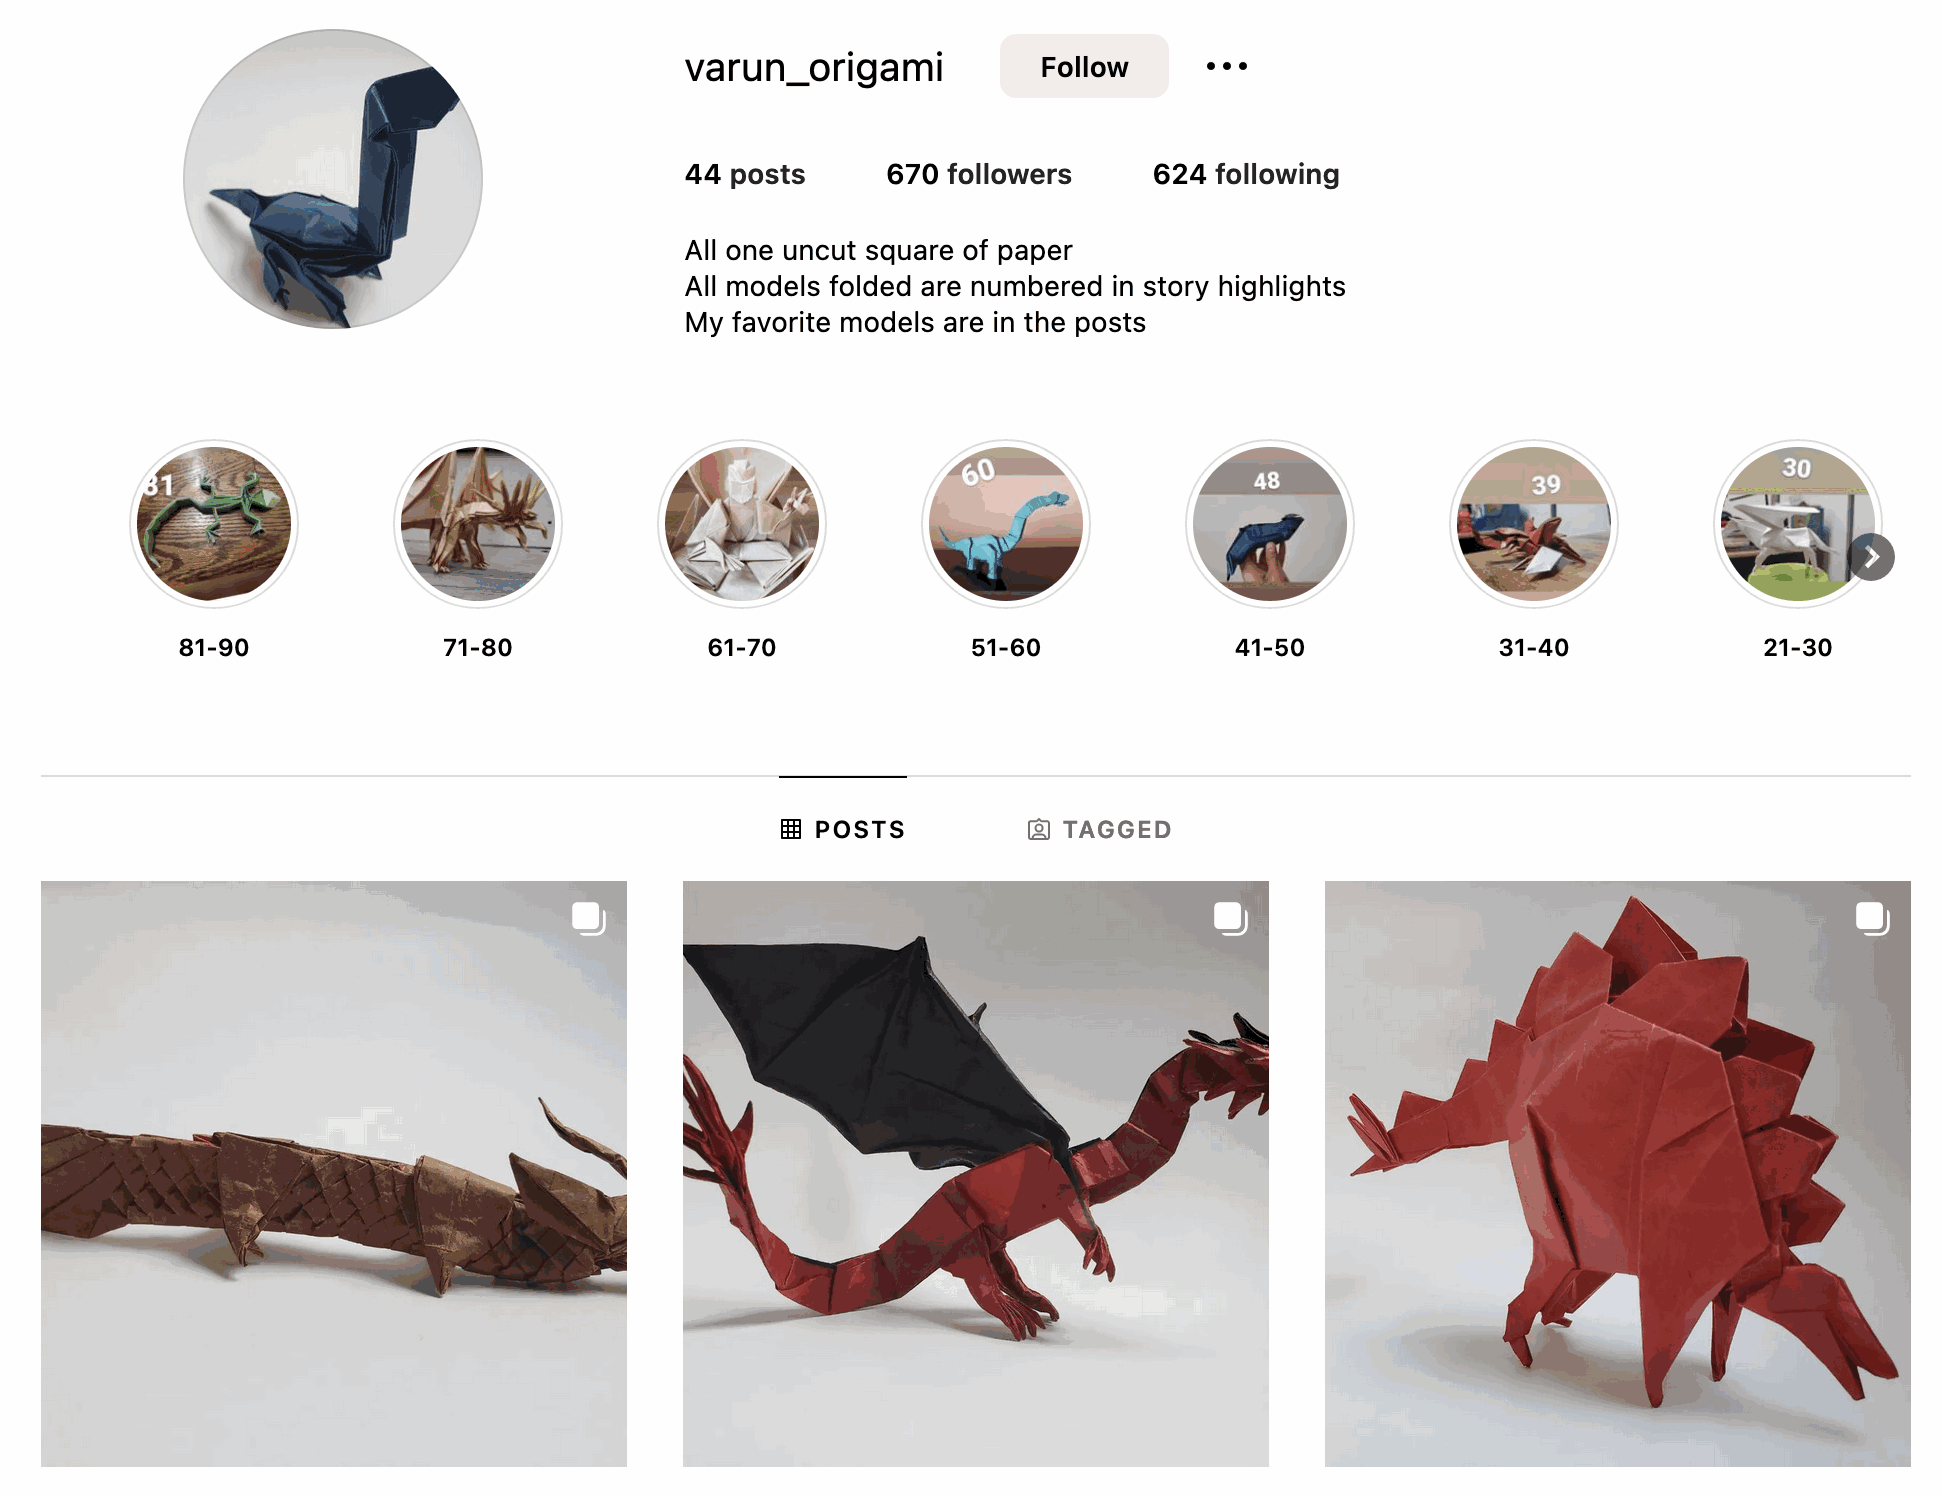 varun_origami Follow
44 posts 670 followers 624 following
All one uncut square of paper
All models folded are numbered in story highlights
My favorite models are in the posts
81
60
48
39
30
81-90 71-80 61-70 51-60 41-50 31-40 21-30
POSTS TAGGED